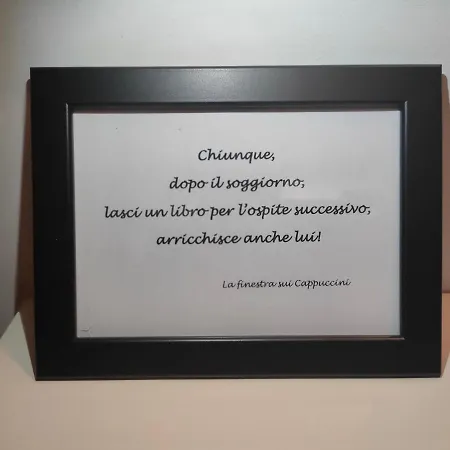 Chiunque,
dopo il soggiorno,
lasci un libro per l'ospite successivo,
arricchisce anche lui!
La finestra sui Cappuccini